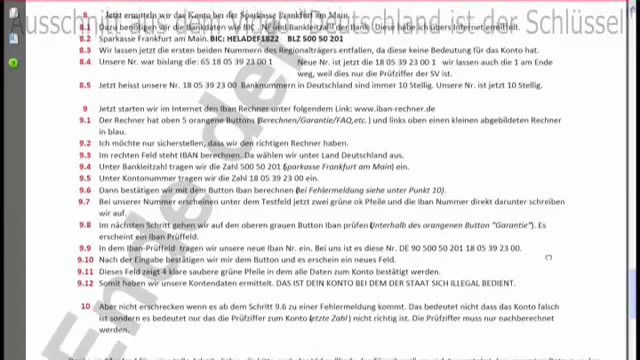 Ausschnitt aus dem Video Deutschland ist der Schlüssel
8 Jetzt ermitteln wir das Konto bei der Sparkasse Frankfurt am Main.
8.1 Dazu benötigen wir die Bankdaten wie BIC, NF und Bankleitzahl der Bank. Diese habe ich übers Internet ermittelt.
8.2 Sparkasse Frankfurt am Main. BIC: HELADEF1822 BLZ 500 50 201
8.3 Wir lassen jetzt die ersten beiden Nummern des Regionalträgers entfallen, da diese keine Bedeutung für das Konto hat.
8.4 Unsere Nr. war bislang die: 65 18 05 39 23 00 1 Neue Nr. ist jetzt die 18 05 39 23 00 1 wir lassen auch die 1 am Ende
weg, weil dies nur die Prüfziffer der SV ist.
8.5 Jetzt heisst unsere Nr. 18 05 39 23 00 Banknummern in Deutschland sind immer 10 Stellig. Unsere Nr. ist jetzt 10 Stellig.
9 Jetzt starten wir im Internet den Iban Rechner unter folgendem Link: www.iban-rechner.de
9.1 Der Rechner hat oben 5 orangene Buttons (Berechnen/Garantie/FAQ,etc.) und links oben einen kleinen abgebildeten Rechner
in blau.
9.2 Ich möchte nur sicherstellen, dass wir den richtigen Rechner haben.
9.3 Im rechten Feld steht IBAN berechnen. Da wählen wir unter Land Deutschland aus.
9.4 Unter Bankleitzahl tragen wir die Zahl 500 50 201 (Sparkasse Frankfurt am Main) ein.
9.5 Unter Kontonummer tragen wir die Zahl 18 05 39 23 00 ein.
9.6 Dann bestätigen wir mit dem Button Iban berechnen (Bei Fehlermeldung siehe unter Punkt 10).
9.7 Bei unserer Nummer erscheinen unter dem Testfeld jetzt zwei grüne ok Pfeile und die Iban Nummer direkt darunter schreiben
wir auf.
9.8 Im nächsten Schritt gehen wir auf den oberen grauen Button Iban prüfen (Unterhalb des orangenen Button "Garantie"). Es
erscheint ein Iban Prüffeld.
9.9 In dem Iban-Prüffeld tragen wir unsere neue Iban Nr. ein. Bei uns ist es diese Nr. DE 90 500 50 201 18 05 39 23 00.
9.10 Nach der Eingabe bestätigen wir mir dem Button und es erschein ein neues Feld.
9.11 Dieses Feld zeigt 4 klare saubere grüne Pfeile in dem alle Daten zum Konto bestätigt werden.
9.12 Somit haben wir unsere Kontendaten ermittelt. DAS IST DEIN KONTO BEI DEM DER STAAT SICH ILLEGAL BEDIENT.
10 Aber nicht erschrecken wenn es ab dem Schritt 9.6 zu einer Fehlermeldung kommt. Das bedeutet nicht dass das Konto falsch
ist sondern es bedeutet nur das die Prüfziffer zum Konto (letzte Zahl) nicht richtig ist. Die Prüfziffer muss nur nachberechnet
werden.
Ende der